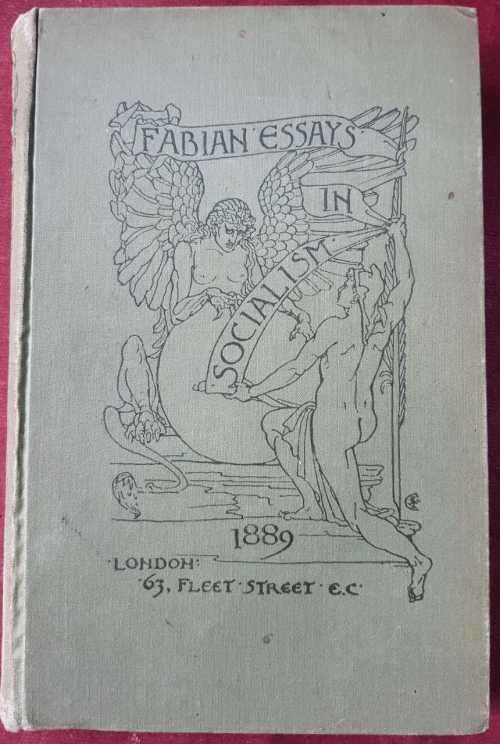 FABIAN ESSAYS
IN
SOCIALISM
1889
·LONDON:
·63, FLEET·STREET·E.C·